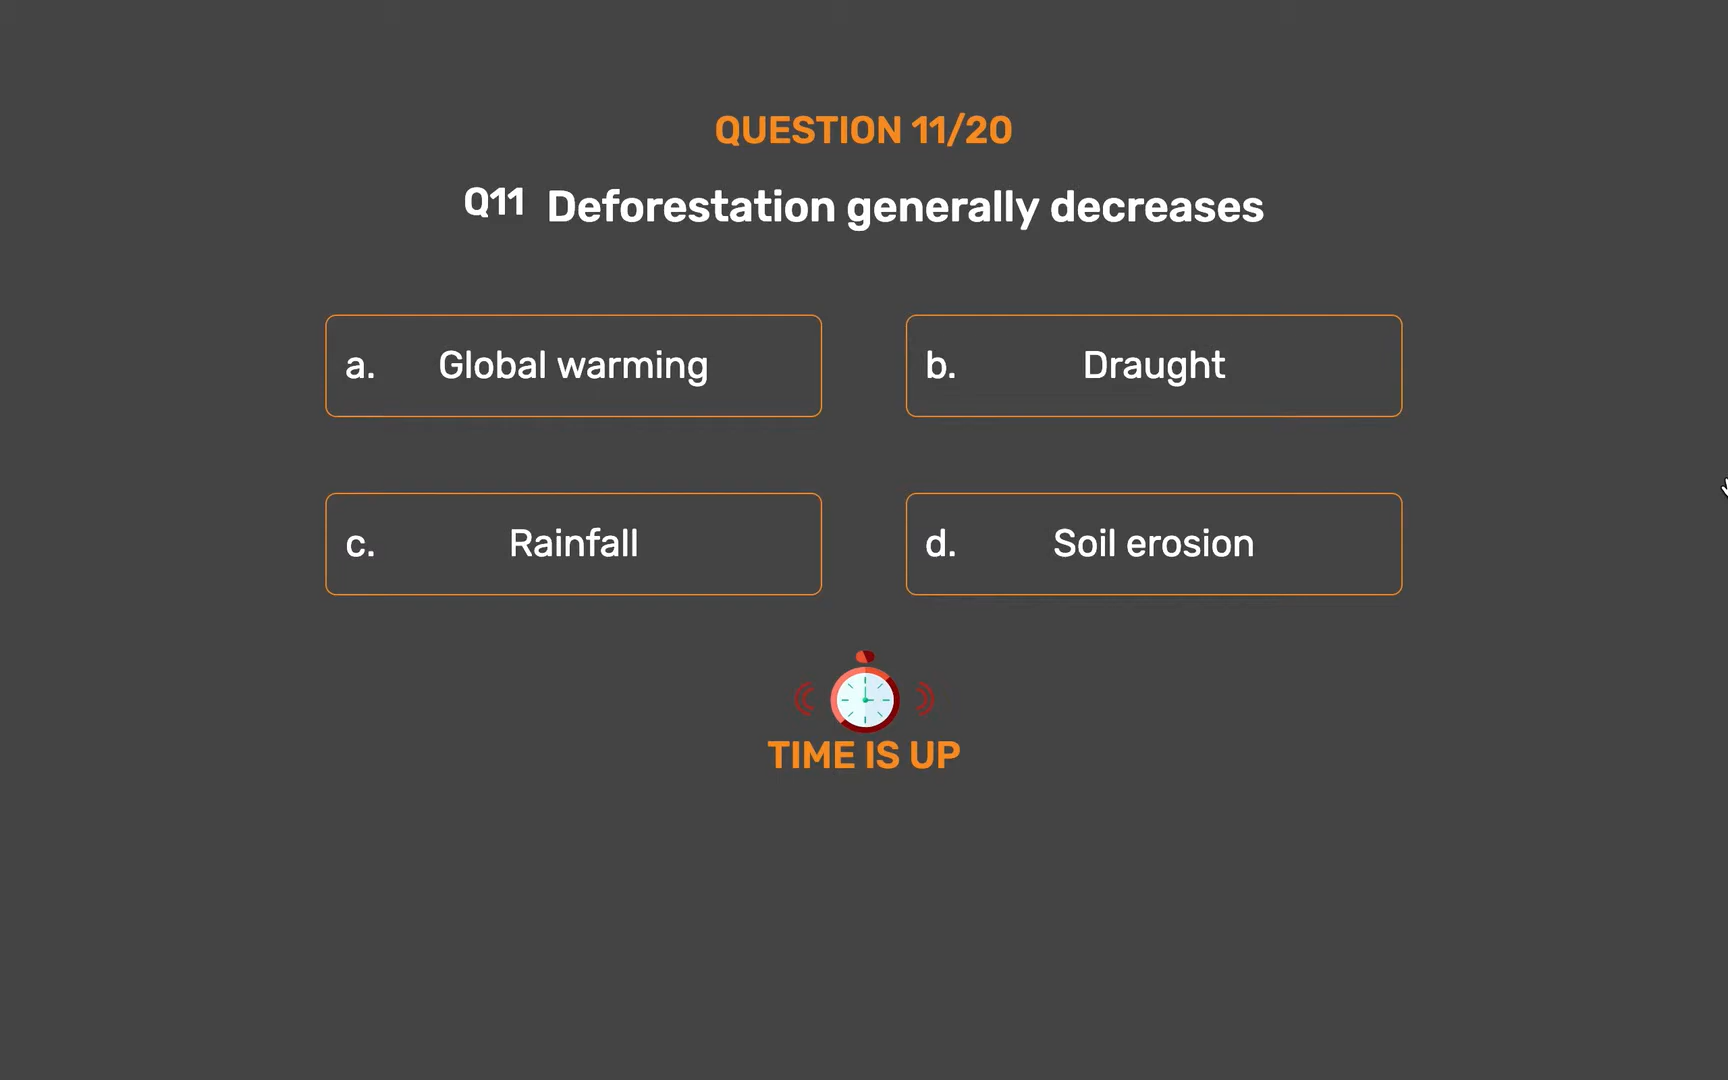 QUESTION 11/20
Q11 Deforestation generally decreases
a. Global warming
b. Draught
c. Rainfall
d. Soil erosion
TIME IS UP